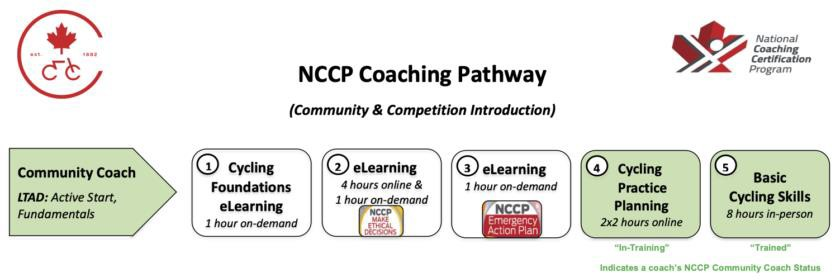 est. 1882
National
Coaching
Certification
Program
NCCP Coaching Pathway
(Community & Competition Introduction)
Community Coach
LTAD: Active Start,
Fundamentals
1 Cycling
Foundations
eLearning
1 hour on-demand
2 eLearning
4 hours online &
1 hour on-demand
NCCP
MAKE
ETHICAL
DECISIONS
3 eLearning
1 hour on-demand
NCCP
Emergency
Action Plan
4 Cycling
Practice
Planning
2x2 hours online
"In-Training"
5 Basic
Cycling Skills
8 hours in-person
"Trained"
Indicates a coach's NCCP Community Coach Status